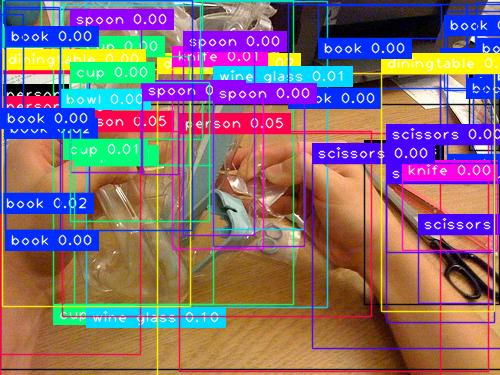 spoon 0.00
book 0.00
book
spoon 0.00
book 0.00
cup 0.00
knife 0.01
diningtable
diningtable 0.00
cup 0.00
wine glass 0.01
person
bowl 0.00
spoon 0
spoon 0.00
book 0.00
book 0.00
person 0.05
son 0.05
scissors 0.00
cup 0.01
scissors 0.00
knife 0.00
book 0.02
scissors
book 0.00
cup
wine glass 0.10